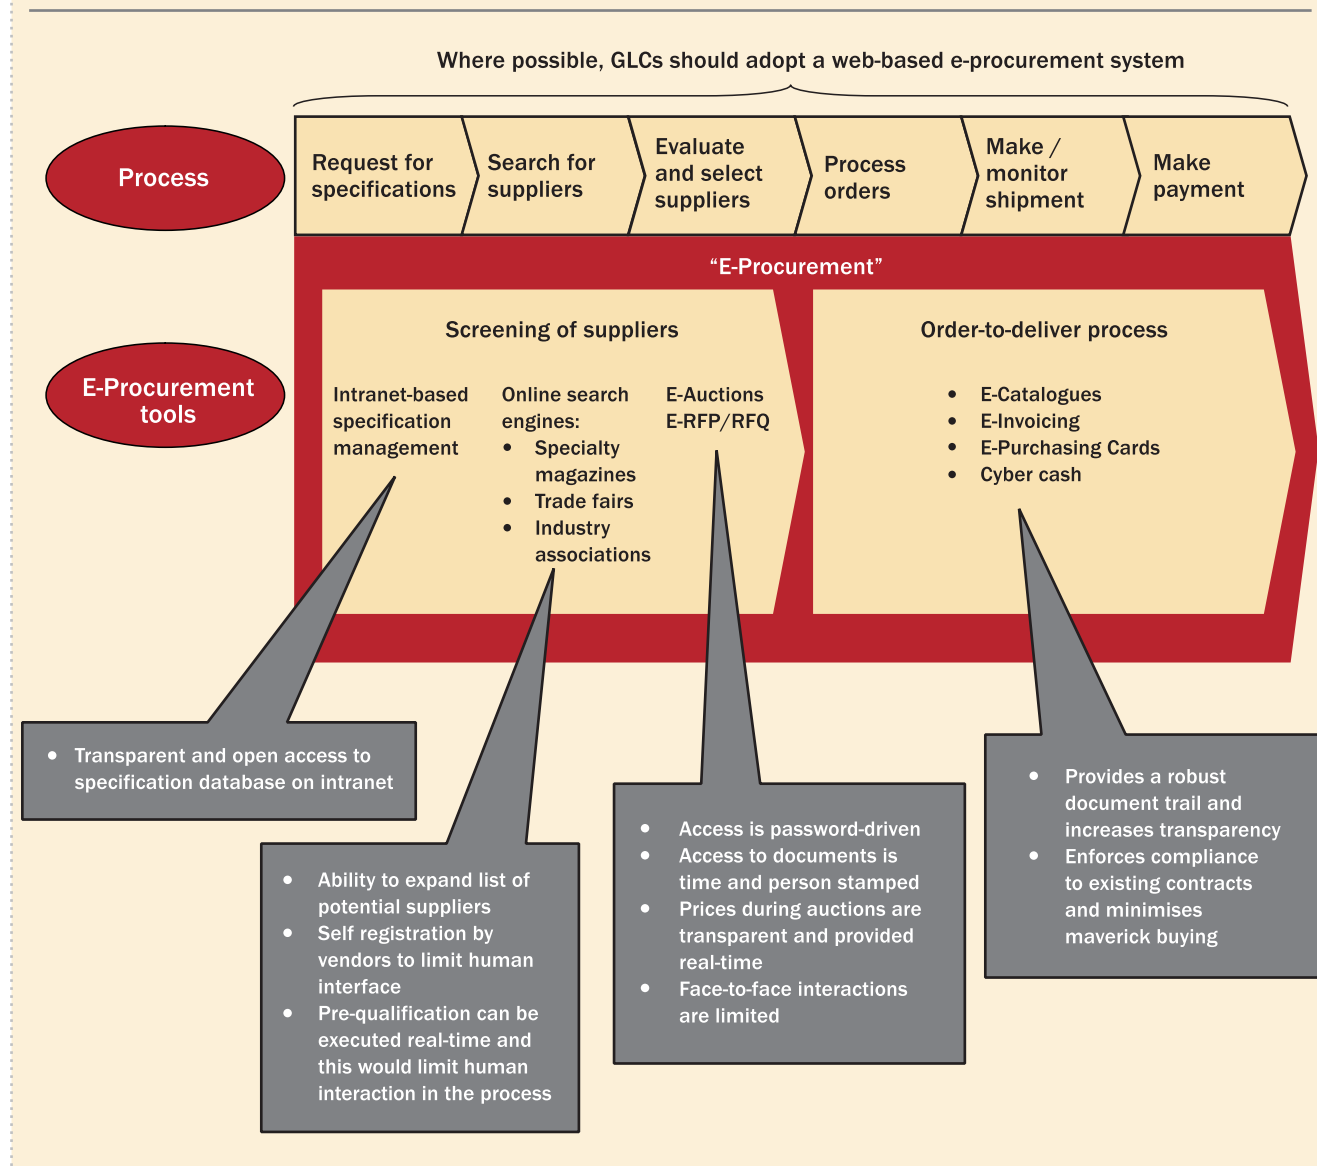 Where possible, GLCs should adopt a web-based e-procurement system
Process
Request for
specifications
Search for
suppliers
Evaluate
and select
suppliers
Process
orders
Make /
monitor
shipment
Make
payment
“E-Procurement”
E-Procurement
tools
Screening of suppliers
Intranet-based
specification
management
Online search
engines:
• Specialty
magazines
• Trade fairs
• Industry
associations
E-Auctions
E-RFP/RFQ
Order-to-deliver process
• E-Catalogues
• E-Invoicing
• E-Purchasing Cards
• Cyber cash
• Transparent and open access to
specification database on intranet
• Ability to expand list of
potential suppliers
• Self registration by
vendors to limit human
interface
• Pre-qualification can be
executed real-time and
this would limit human
interaction in the process
• Access is password-driven
• Access to documents is
time and person stamped
• Prices during auctions are
transparent and provided
real-time
• Face-to-face interactions
are limited
• Provides a robust
document trail and
increases transparency
• Enforces compliance
to existing contracts
and minimises
maverick buying